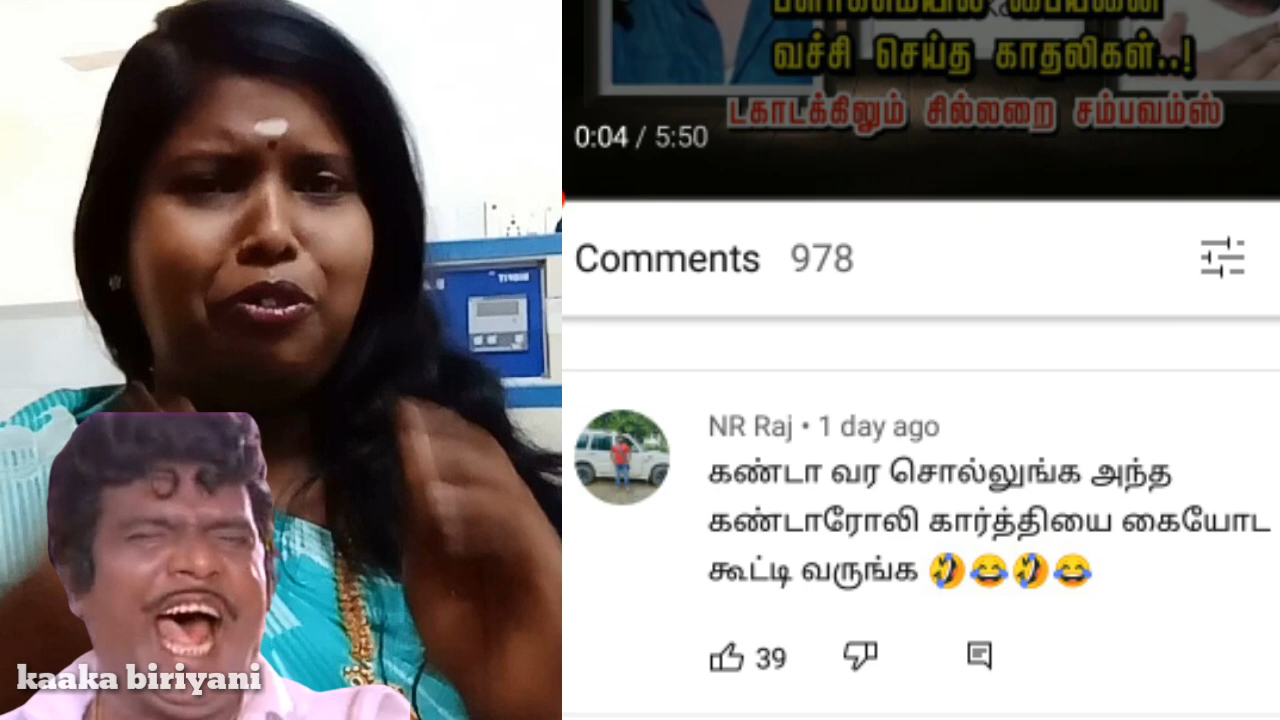 வச்சி செய்த காதலிகள்..!
டகாடக்கிலும் சில்லறை சம்பவம்ஸ்
0:04 / 5:50
Comments 978
NR Raj • 1 day ago
கண்டா வர சொல்லுங்க அந்த
கண்டாரோலி கார்த்தியை கையோட
கூட்டி வருங்க 🤣😂🤣😂
39
kaaka biriyani